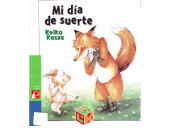 Mi día
de suerte
Keiko
Kasza